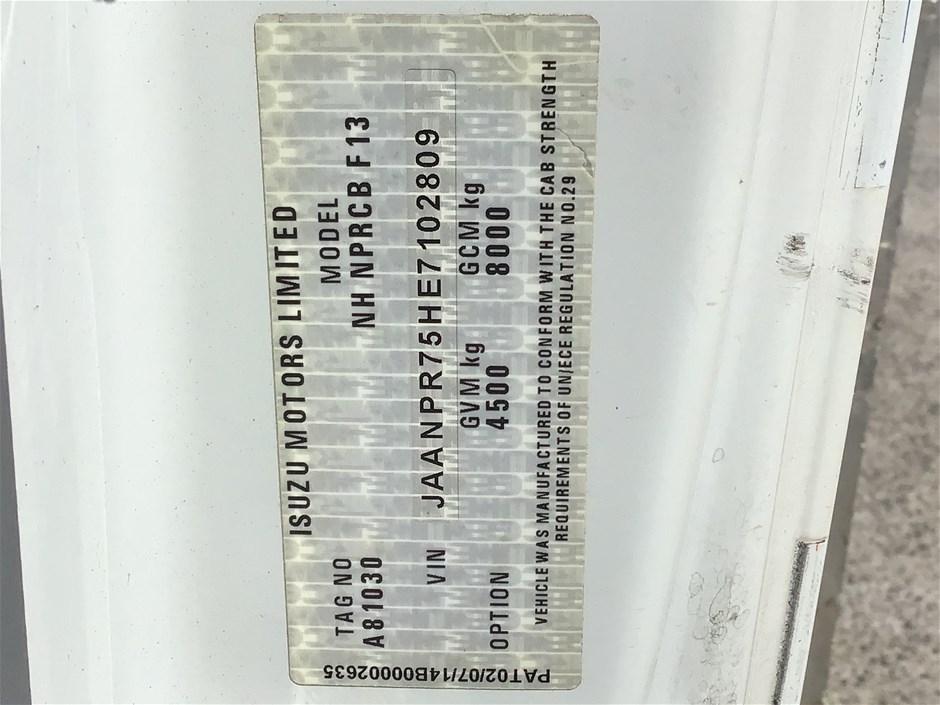 ISUZU MOTORS LIMITED
TAG NO
A81030
MODEL
NH NPRCB F13
VIN
JAANPR75HE7102809
OPTION
GVM kg
4500
GCM kg
8000
VEHICLE WAS MANUFACTURED TO CONFORM WITH THE CAB STRENGTH
REQUIREMENTS OF UN/ECE REGULATION NO.29
PAT02/07/14B00002635